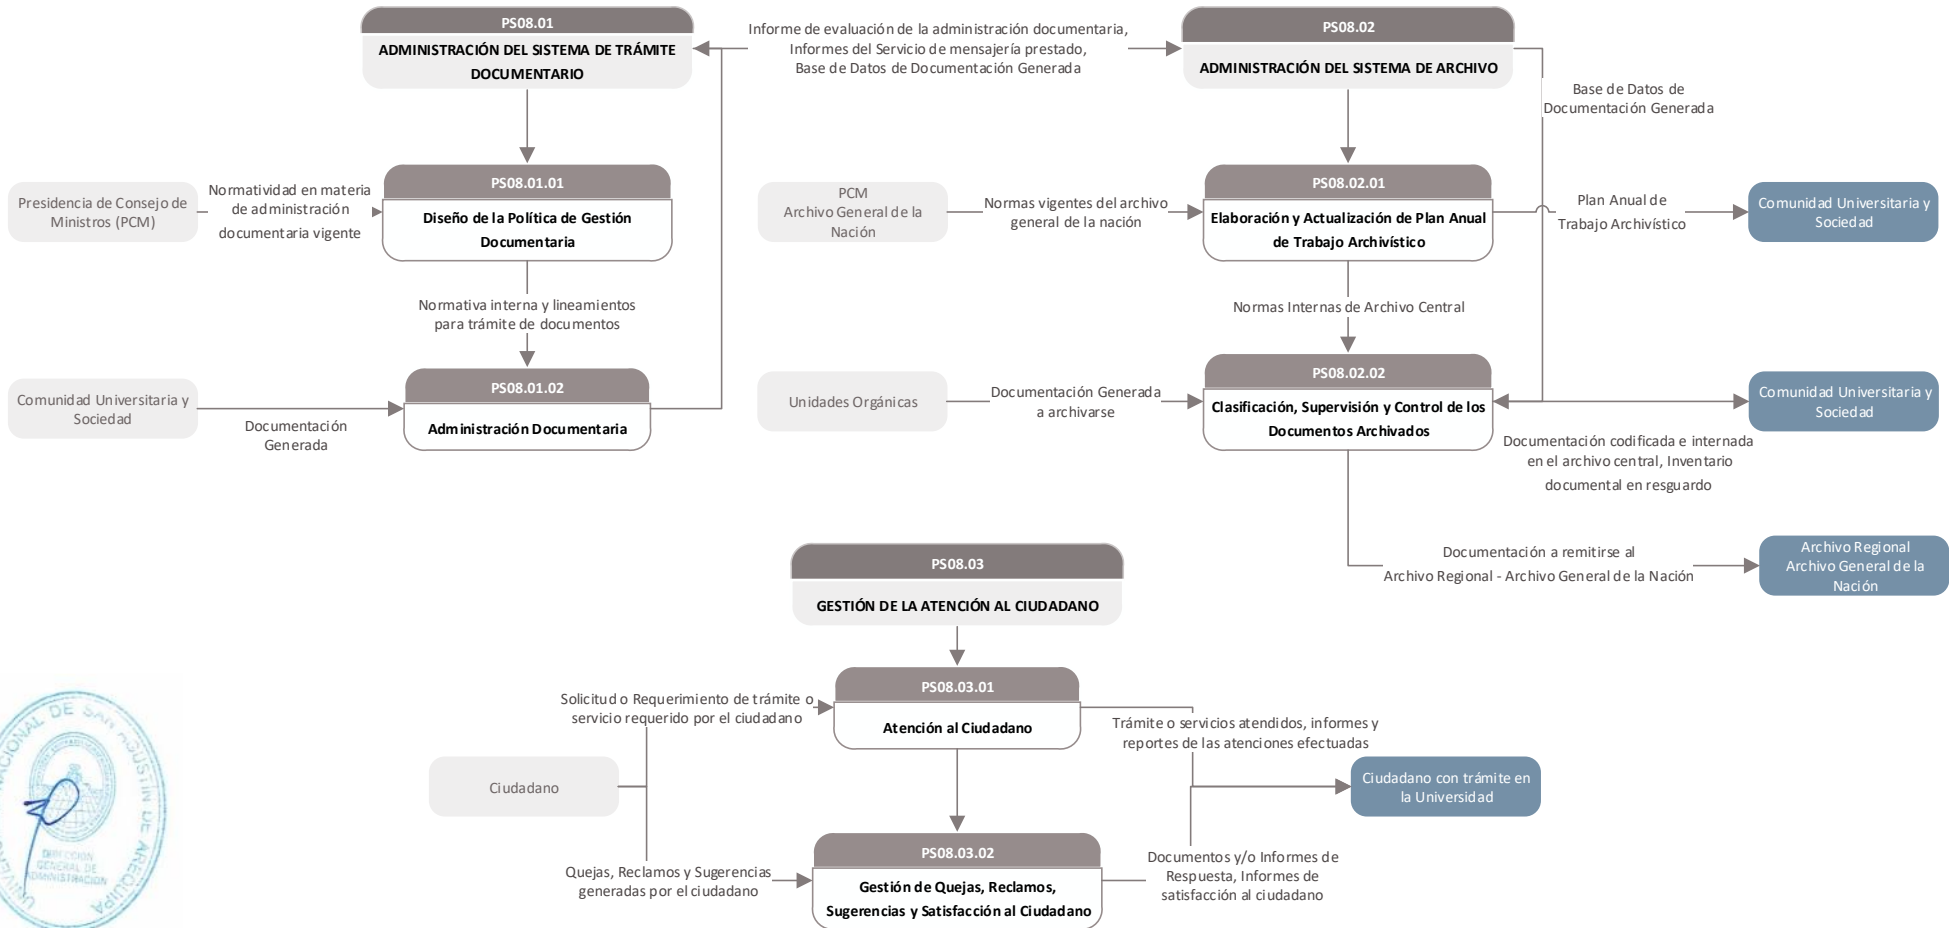 PS08.01
ADMINISTRACIÓN DEL SISTEMA DE TRÁMITE
DOCUMENTARIO
Informe de evaluación de la administración documentaria,
Informes del Servicio de mensajería prestado,
Base de Datos de Documentación Generada
PS08.02
ADMINISTRACIÓN DEL SISTEMA DE ARCHIVO
Base de Datos de
Documentación Generada
Presidencia de Consejo de
Ministros (PCM)
Normatividad en materia
de administración
documentaria vigente
PS08.01.01
Diseño de la Política de Gestión
Documentaria
PCM
Archivo General de la
Nación
Normas vigentes del archivo
general de la nación
PS08.02.01
Elaboración y Actualización de Plan Anual
de Trabajo Archivístico
Plan Anual de
Trabajo Archivístico
Comunidad Universitaria y
Sociedad
Normativa interna y lineamientos
para trámite de documentos
Normas Internas de Archivo Central
Comunidad Universitaria y
Sociedad
Documentación
Generada
PS08.01.02
Administración Documentaria
Unidades Orgánicas
Documentación Generada
a archivarse
PS08.02.02
Clasificación, Supervisión y Control de los
Documentos Archivados
Comunidad Universitaria y
Sociedad
Documentación codificada e internada
en el archivo central, Inventario
documental en resguardo
Documentación a remitirse al
Archivo Regional - Archivo General de la Nación
Archivo Regional
Archivo General de la
Nación
PS08.03
GESTIÓN DE LA ATENCIÓN AL CIUDADANO
Solicitud o Requerimiento de trámite o
servicio requerido por el ciudadano
PS08.03.01
Atención al Ciudadano
Trámite o servicios atendidos, informes y
reportes de las atenciones efectuadas
Ciudadano
Ciudadano con trámite en
la Universidad
Quejas, Reclamos y Sugerencias
generadas por el ciudadano
PS08.03.02
Gestión de Quejas, Reclamos,
Sugerencias y Satisfacción al Ciudadano
Documentos y/o Informes de
Respuesta, Informes de
satisfacción al ciudadano
NACIONAL DE SAN AGUSTÍN DE AREQUIPA
DIRECCIÓN
GENERAL DE
ADMINISTRACIÓN